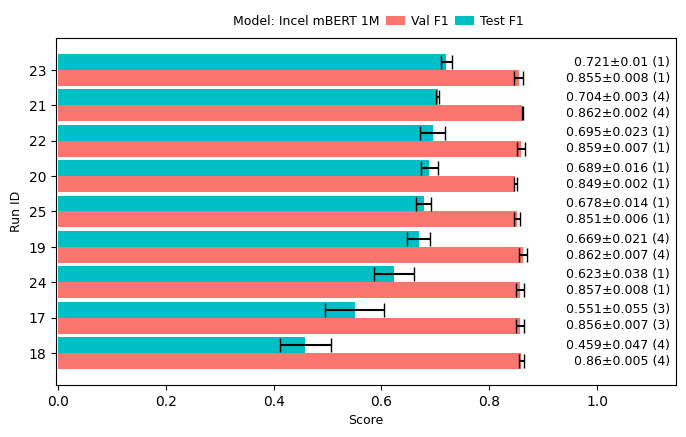 Model: Incel mBERT 1M Val F1 Test F1
23 0.721±0.01 (1)
0.855±0.008 (1)
21 0.704±0.003 (4)
0.862±0.002 (4)
22 0.695±0.023 (1)
0.859±0.007 (1)
20 0.689±0.016 (1)
0.849±0.002 (1)
25 0.678±0.014 (1)
0.851±0.006 (1)
19 0.669±0.021 (4)
0.862±0.007 (4)
24 0.623±0.038 (1)
0.857±0.008 (1)
17 0.551±0.055 (3)
0.856±0.007 (3)
18 0.459±0.047 (4)
0.86±0.005 (4)
Run ID
0.0 0.2 0.4 0.6 0.8 1.0
Score